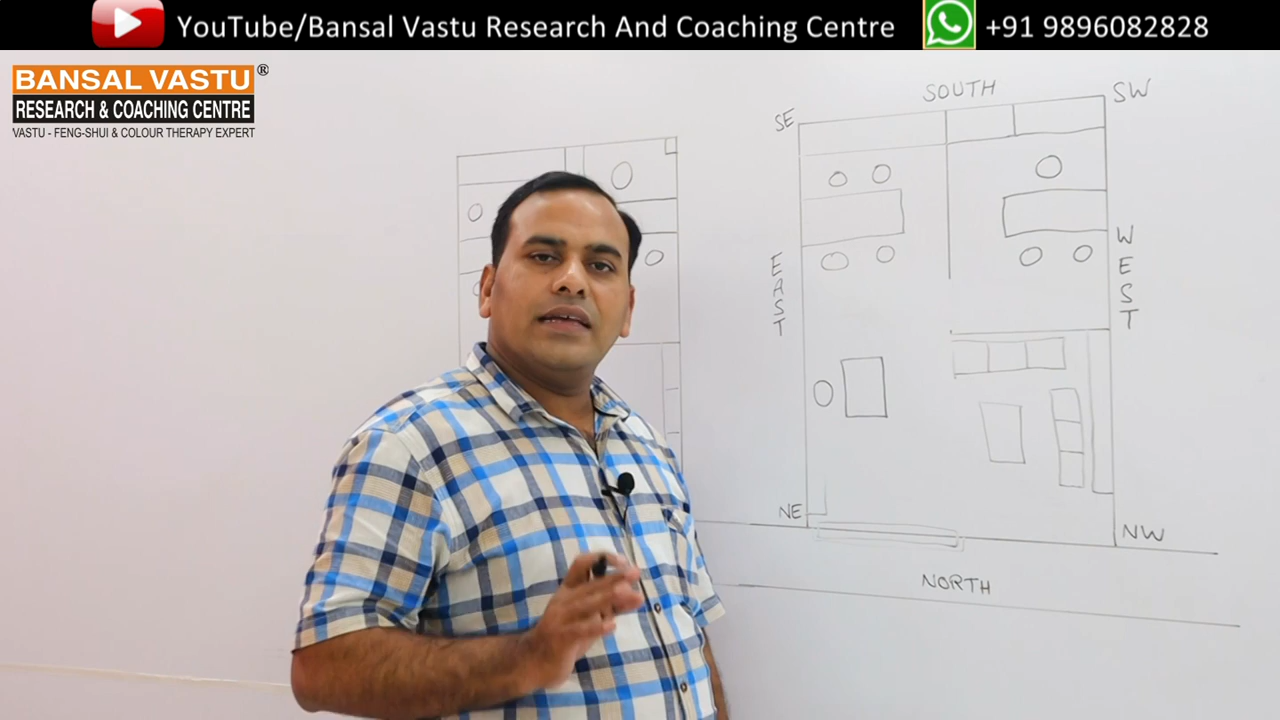 YouTube/Bansal Vastu Research And Coaching Centre
+91 9896082828
BANSAL VASTU®
RESEARCH & COACHING CENTRE
VASTU - FENG-SHUI & COLOUR THERAPY EXPERT
SOUTH
SE
SW
EAST
WEST
NE
NW
NORTH